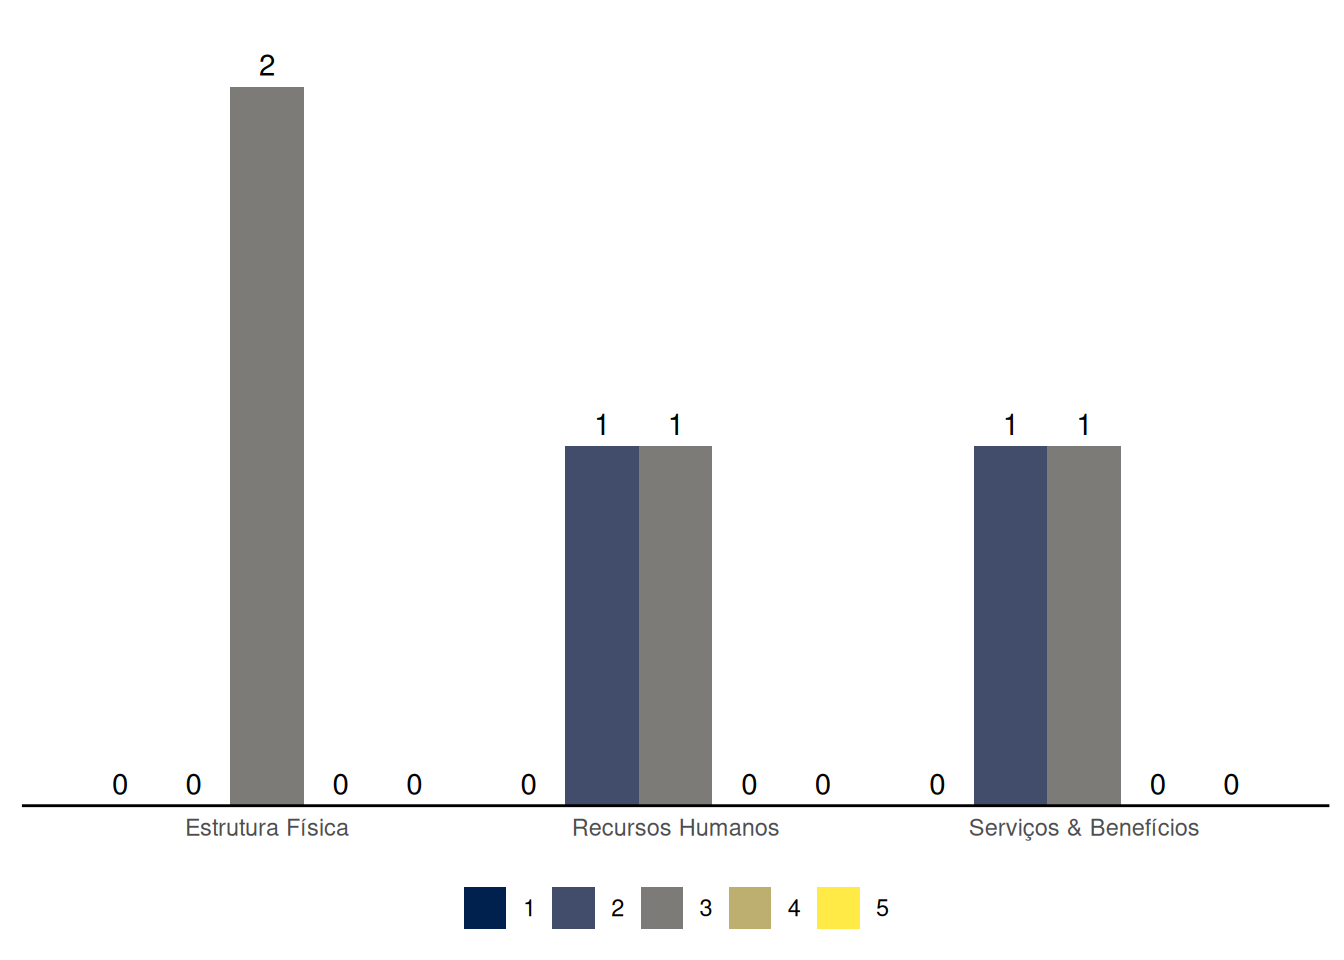 2
1 1 1 1
0 0 0 0 0 0 0 0 0 0
Estrutura Física Recursos Humanos Serviços & Benefícios
1 2 3 4 5